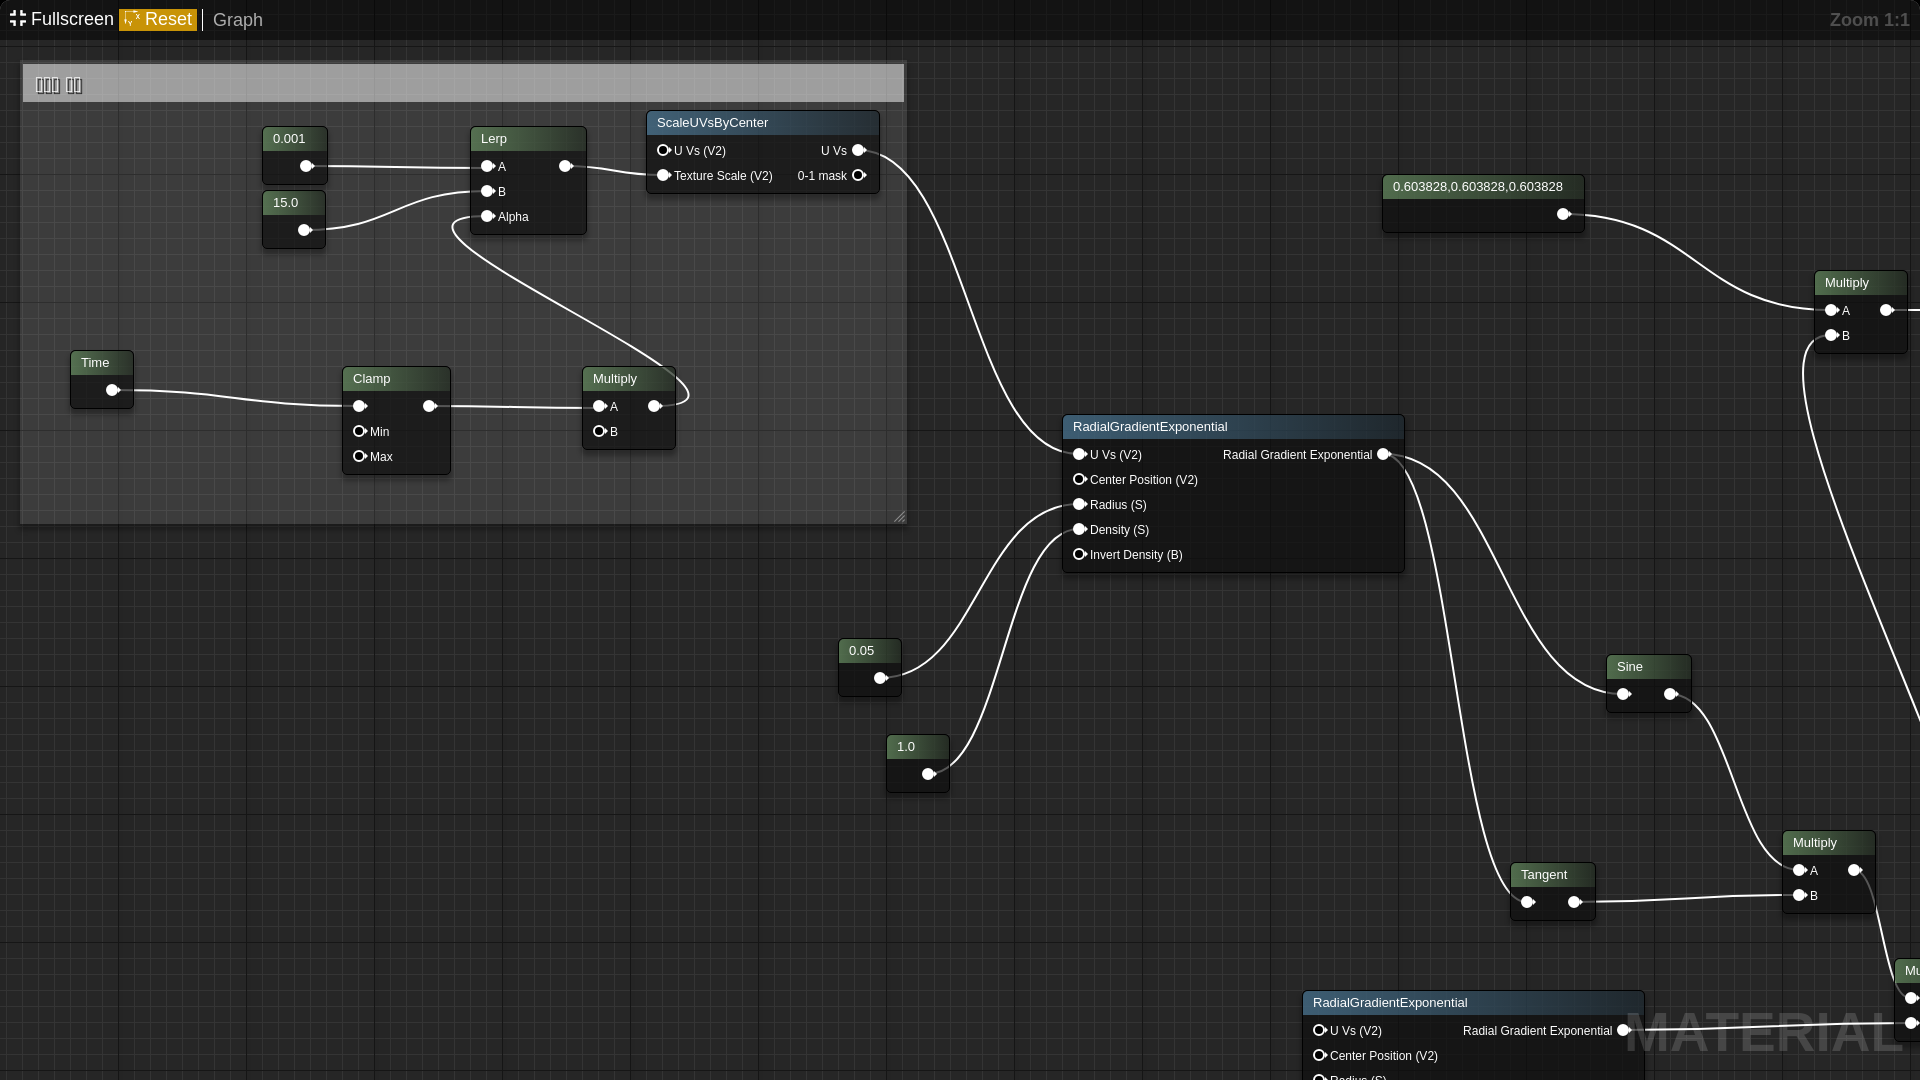 Fullscreen Reset Graph Zoom 1:1
0.001
15.0
Lerp
A
B
Alpha
ScaleUVsByCenter
U Vs (V2) U Vs
Texture Scale (V2) 0-1 mask
Time
Clamp
Min
Max
Multiply
A
B
0.603828,0.603828,0.603828
Multiply
A
B
RadialGradientExponential
U Vs (V2) Radial Gradient Exponential
Center Position (V2)
Radius (S)
Density (S)
Invert Density (B)
0.05
1.0
Sine
Tangent
Multiply
A
B
RadialGradientExponential
U Vs (V2) Radial Gradient Exponential
Center Position (V2)
Radius (S)
MATERIAL